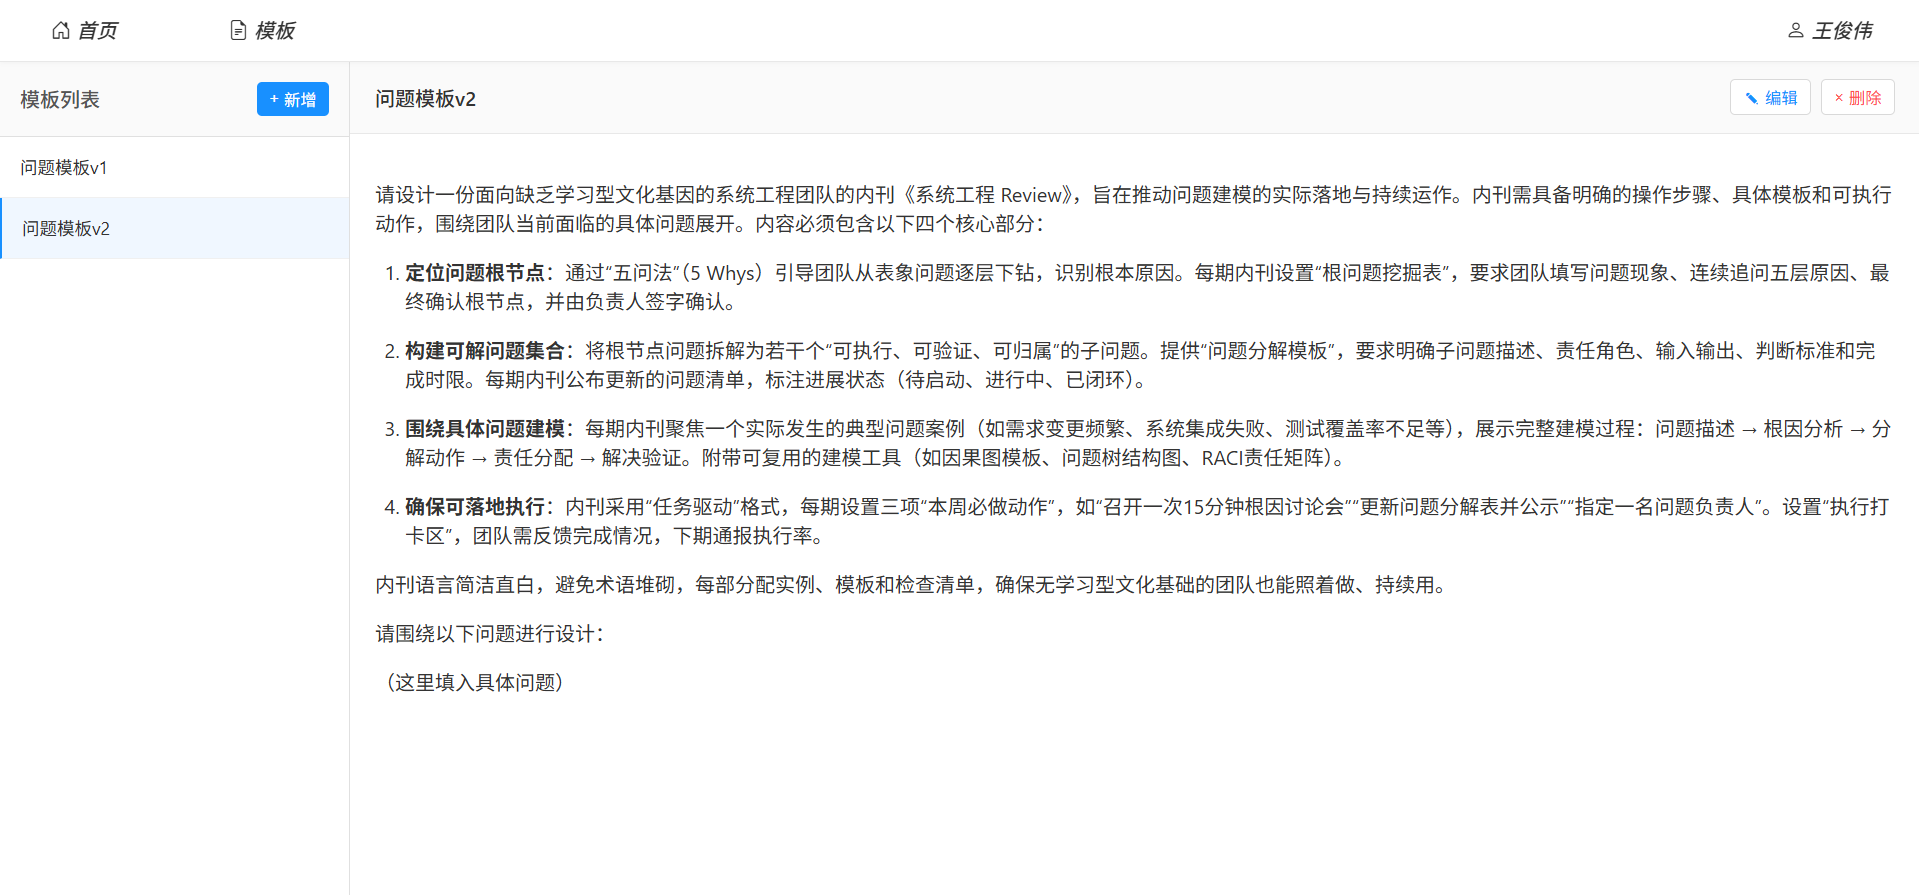 首页
模板
王俊伟
模板列表
+ 新增
问题模板v2
编辑
× 删除
问题模板v1
问题模板v2
请设计一份面向缺乏学习型文化基因的系统工程团队的内刊《系统工程 Review》，旨在推动问题建模的实际落地与持续运作。内刊需具备明确的操作步骤、具体模板和可执行
动作，围绕团队当前面临的具体问题展开。内容必须包含以下四个核心部分：
1. 定位问题根节点：通过“五问法”（5 Whys）引导团队从表象问题逐层下钻，识别根本原因。每期内刊设置“根问题挖掘表”，要求团队填写问题现象、连续追问五层原因、最
终确认根节点，并由负责人签字确认。
2. 构建可解问题集合：将根节点问题拆解为若干个“可执行、可验证、可归属”的子问题。提供“问题分解模板”，要求明确子问题描述、责任角色、输入输出、判断标准和完
成时限。每期内刊公布更新的问题清单，标注进展状态（待启动、进行中、已闭环）。
3. 围绕具体问题建模：每期内刊聚焦一个实际发生的典型问题案例（如需求变更频繁、系统集成失败、测试覆盖率不足等），展示完整建模过程：问题描述 → 根因分析 → 分
解动作 → 责任分配 → 解决验证。附带可复用的建模工具（如因果图模板、问题树结构图、RACI责任矩阵）。
4. 确保可落地执行：内刊采用“任务驱动”格式，每期设置三项“本周必做动作”，如“召开一次15分钟根因讨论会”“更新问题分解表并公示”“指定一名问题负责人”。设置“执行打
卡区”，团队需反馈完成情况，下期通报执行率。
内刊语言简洁直白，避免术语堆砌，每部分配实例、模板和检查清单，确保无学习型文化基础的团队也能照着做、持续用。
请围绕以下问题进行设计：
（这里填入具体问题）